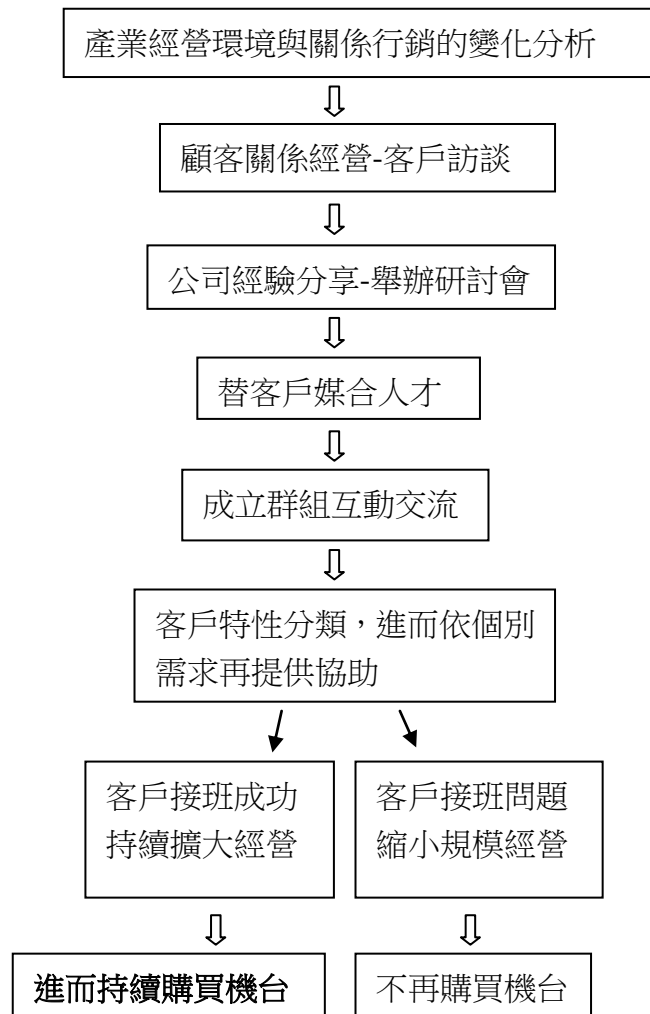 產業經營環境與關係行銷的變化分析
顧客關係經營-客戶訪談
公司經驗分享-舉辦研討會
替客戶媒合人才
成立群組互動交流
客戶特性分類，進而依個別
需求再提供協助
客戶接班成功
持續擴大經營
客戶接班問題
縮小規模經營
進而持續購買機台
不再購買機台